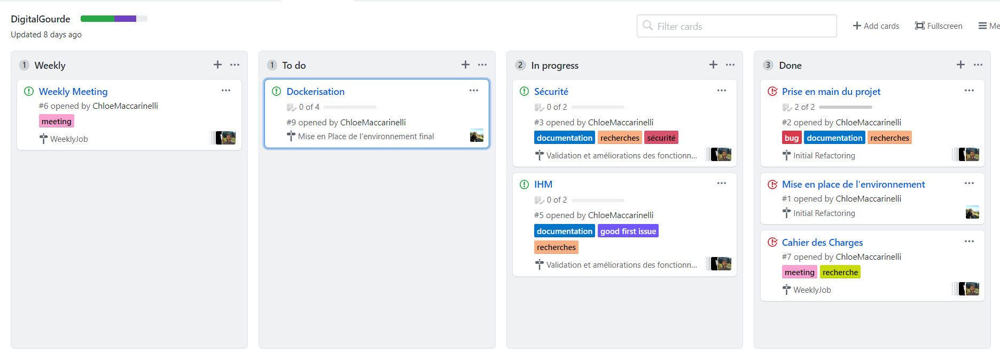 DigitalGourde
Updated 8 days ago
Filter cards
Add cards
Fullscreen
Me
1 Weekly
Weekly Meeting
#6 opened by ChloeMaccarinelli
meeting
WeeklyJob
1 To do
Dockerisation
0 of 4
#9 opened by ChloeMaccarinelli
Mise en Place de l'environnement final
2 In progress
Sécurité
0 of 2
#3 opened by ChloeMaccarinelli
documentation recherches sécurité
Validation et améliorations des fonctionn...
IHM
0 of 2
#5 opened by ChloeMaccarinelli
documentation good first issue
recherches
Validation et améliorations des fonctionn...
3 Done
Prise en main du projet
2 of 2
#2 opened by ChloeMaccarinelli
bug documentation recherches
Initial Refactoring
Mise en place de l'environnement
#1 opened by ChloeMaccarinelli
Initial Refactoring
Cahier des Charges
#7 opened by ChloeMaccarinelli
meeting recherche
WeeklyJob